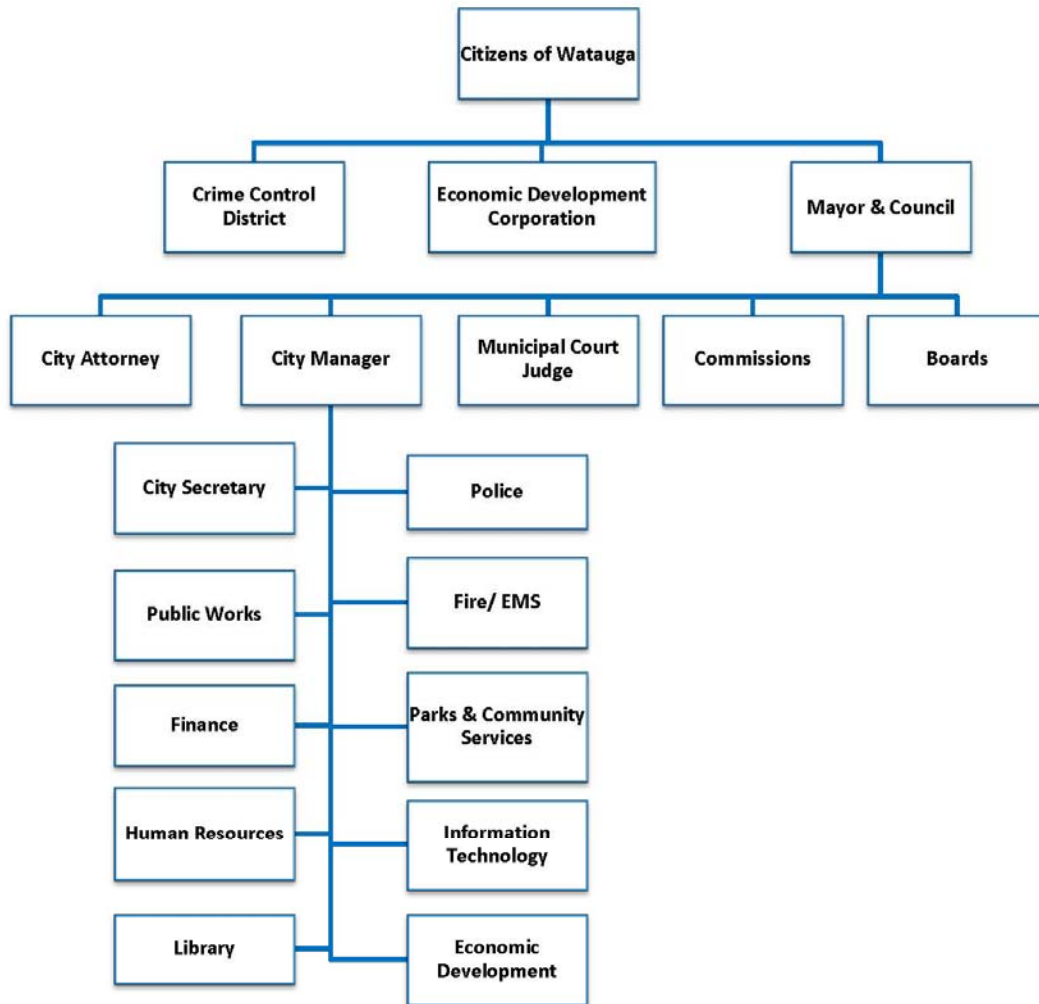 Citizens of Watauga
Crime Control
District
Economic Development
Corporation
Mayor & Council
City Attorney
City Manager
Municipal Court
Judge
Commissions
Boards
City Secretary
Police
Public Works
Fire/ EMS
Finance
Parks & Community
Services
Human Resources
Information
Technology
Library
Economic
Development